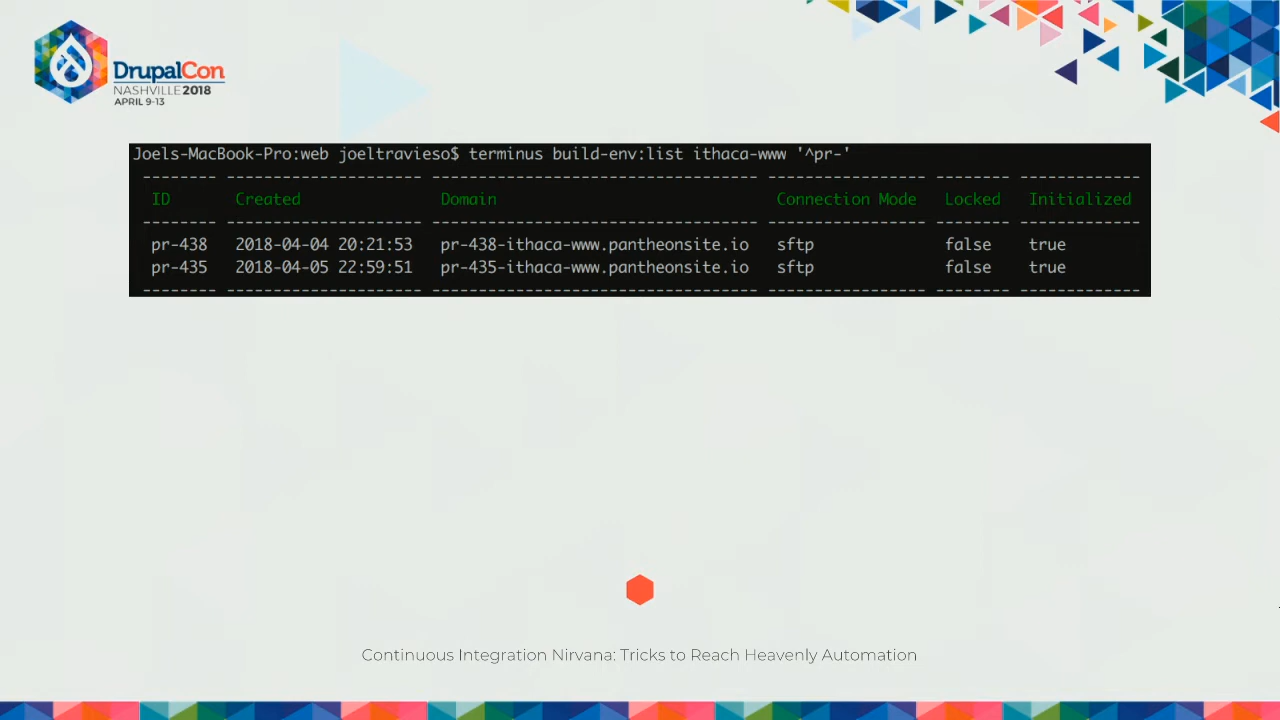 DrupalCon
NASHVILLE 2018
APRIL 9-13
Joels-MacBook-Pro:web joeltravieso$ terminus build-env:list ithaca-www '^pr-'
-------- --------------------- ----------------------------------- ----------------- -------- -------------
ID Created Domain Connection Mode Locked Initialized
-------- --------------------- ----------------------------------- ----------------- -------- -------------
pr-438 2018-04-04 20:21:53 pr-438-ithaca-www.pantheonsite.io sftp false true
pr-435 2018-04-05 22:59:51 pr-435-ithaca-www.pantheonsite.io sftp false true
-------- --------------------- ----------------------------------- ----------------- -------- -------------
Continuous Integration Nirvana: Tricks to Reach Heavenly Automation